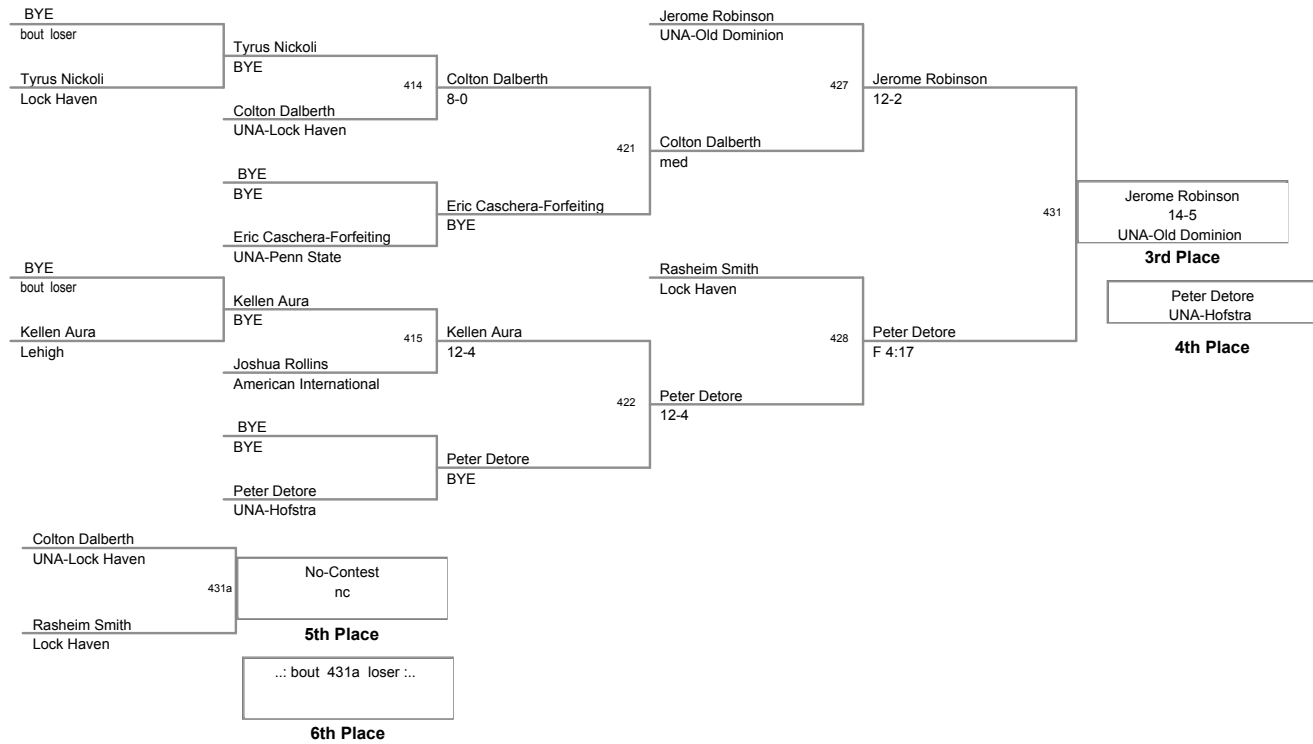 BYE
bout loser
Tyrus Nickoli
Lock Haven
Tyrus Nickoli
BYE
414
Colton Dalberth
UNA-Lock Haven
Colton Dalberth
8-0
BYE
BYE
Eric Caschera-Forfeiting
UNA-Penn State
Eric Caschera-Forfeiting
BYE
421
Jerome Robinson
UNA-Old Dominion
Colton Dalberth
med
427
Jerome Robinson
12-2
BYE
bout loser
Kellen Aura
Lehigh
Kellen Aura
BYE
415
Joshua Rollins
American International
Kellen Aura
12-4
BYE
BYE
Peter Detore
UNA-Hofstra
Peter Detore
BYE
422
Rasheim Smith
Lock Haven
Peter Detore
12-4
428
Peter Detore
F 4:17
431
Jerome Robinson
14-5
UNA-Old Dominion
3rd Place
Peter Detore
UNA-Hofstra
4th Place
Colton Dalberth
UNA-Lock Haven
431a
Rasheim Smith
Lock Haven
No-Contest
nc
5th Place
..: bout 431a loser :..
6th Place